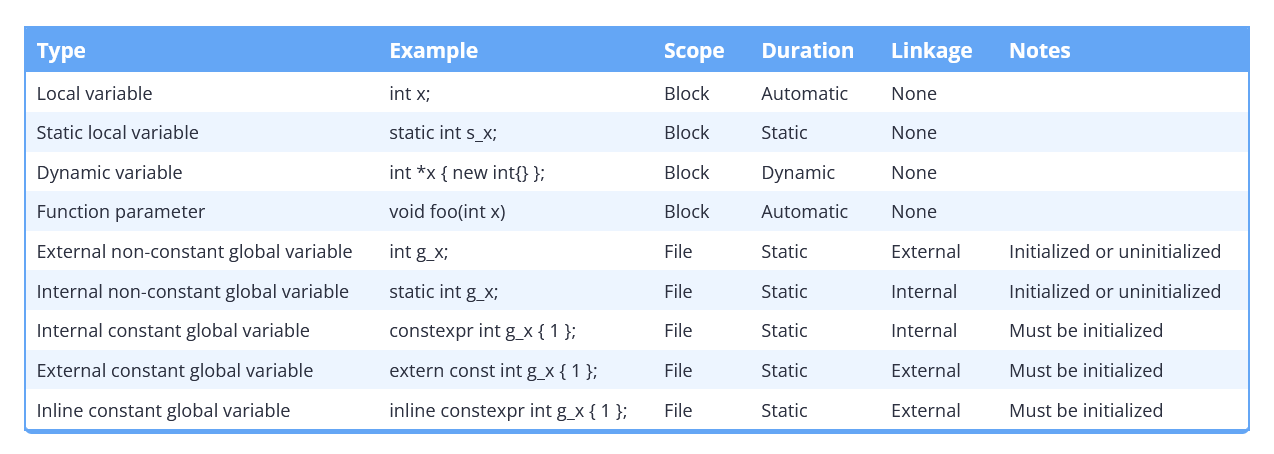 Type Example Scope Duration Linkage Notes
Local variable int x; Block Automatic None
Static local variable static int s_x; Block Static None
Dynamic variable int *x { new int{} }; Block Dynamic None
Function parameter void foo(int x) Block Automatic None
External non-constant global variable int g_x; File Static External Initialized or uninitialized
Internal non-constant global variable static int g_x; File Static Internal Initialized or uninitialized
Internal constant global variable constexpr int g_x { 1 }; File Static Internal Must be initialized
External constant global variable extern const int g_x { 1 }; File Static External Must be initialized
Inline constant global variable inline constexpr int g_x { 1 }; File Static External Must be initialized